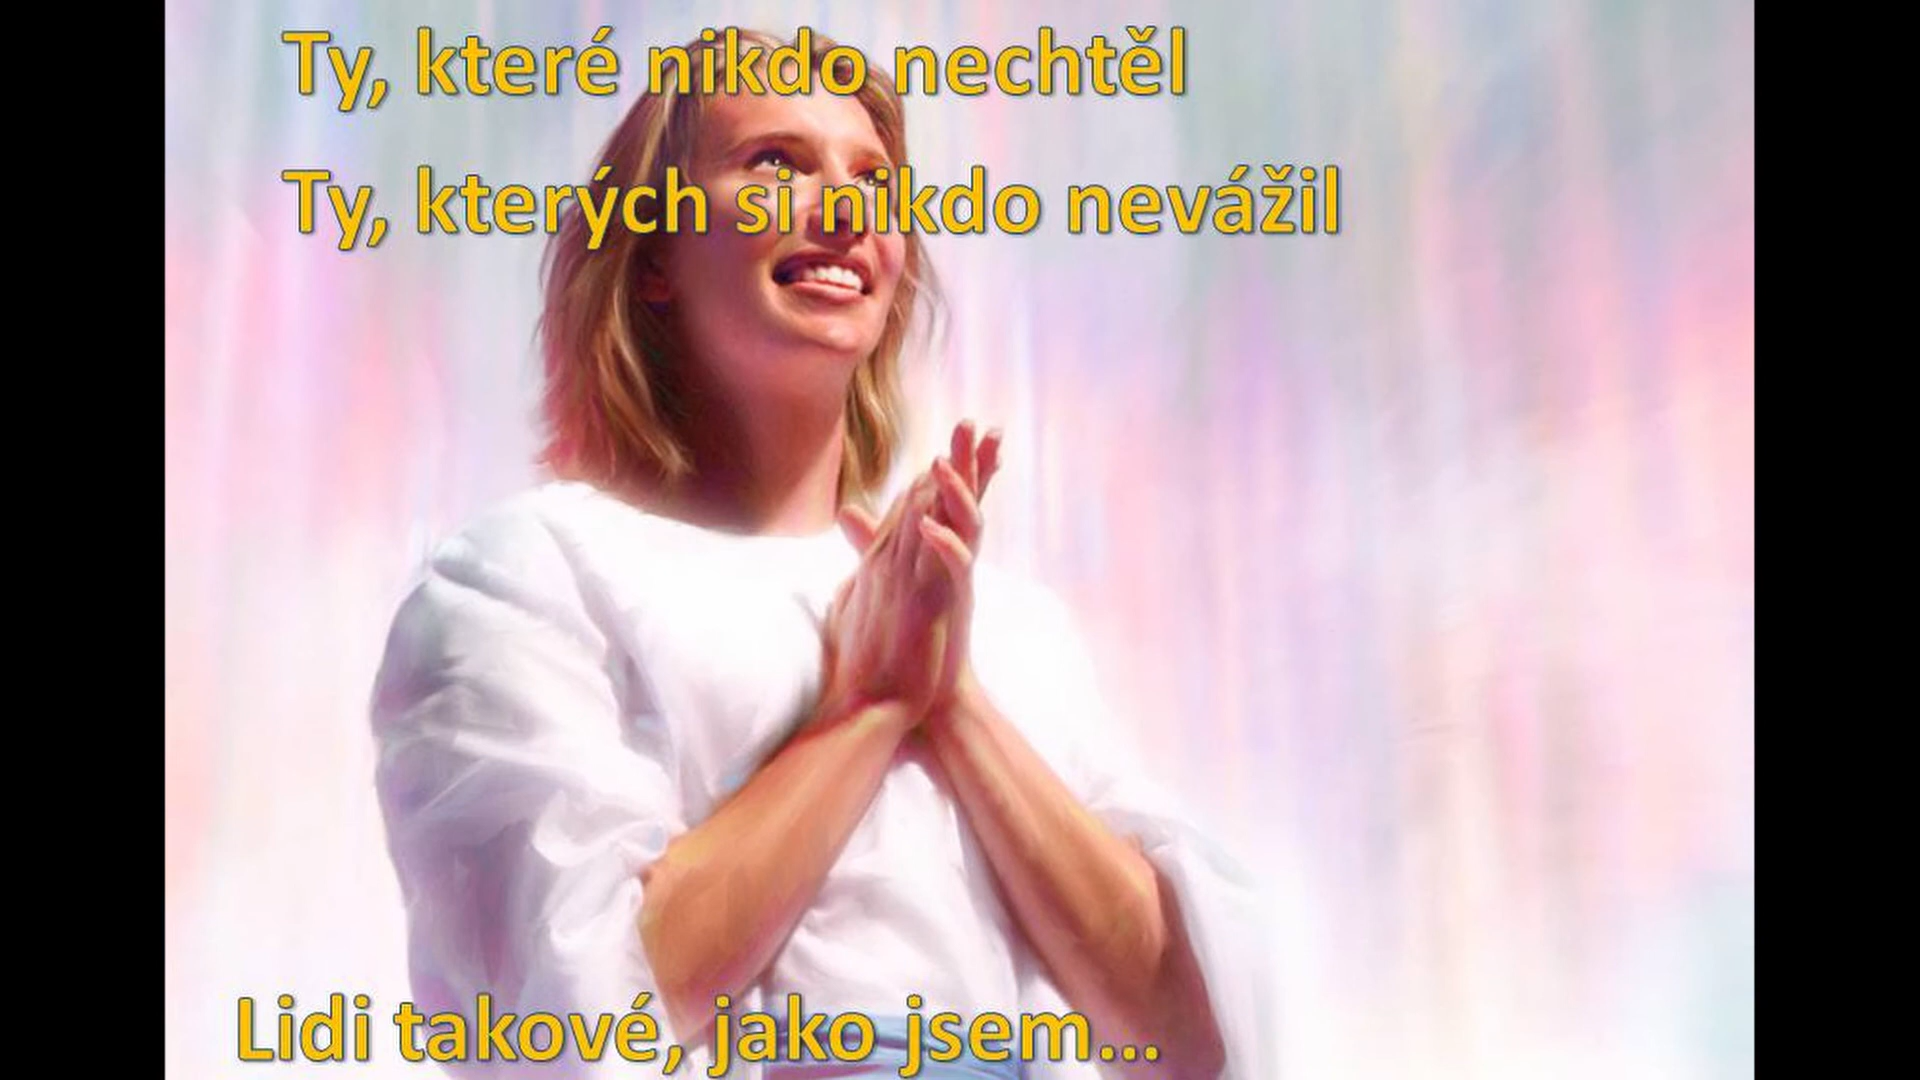 Ty, které nikdo nechtěl
Ty, kterých si nikdo nevážil
Lidi takové, jako jsem...